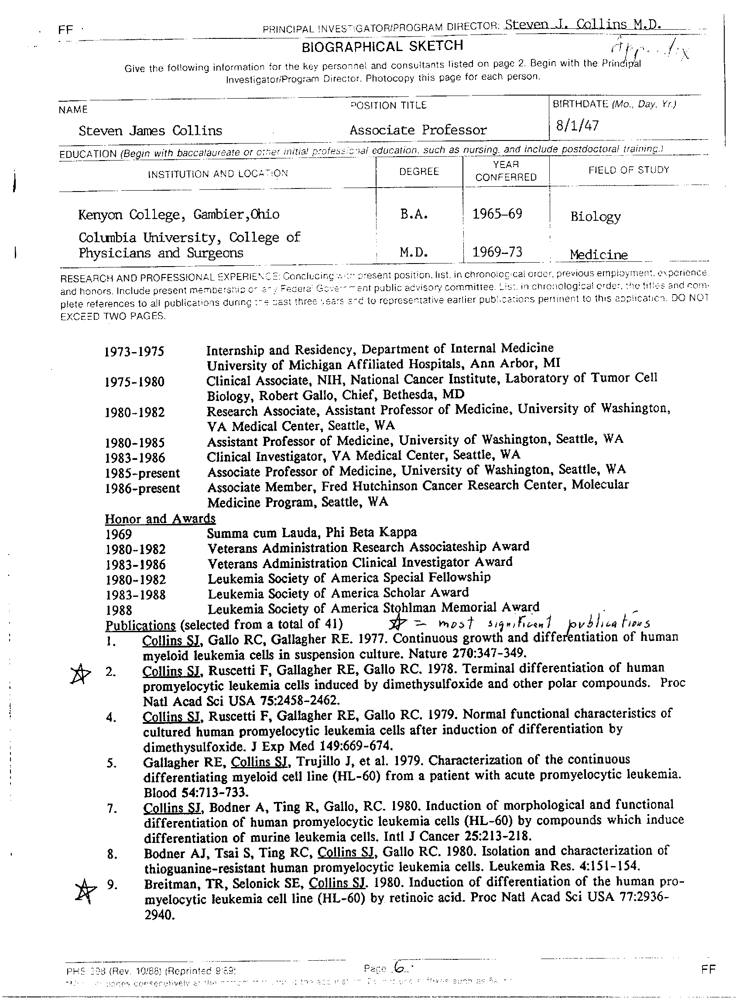 FF
PRINCIPAL INVESTIGATOR/PROGRAM DIRECTOR: Steven J. Collins M.D.
BIOGRAPHICAL SKETCH
Appendix
Give the following information for the key personnel and consultants listed on page 2. Begin with the Principal
Investigator/Program Director. Photocopy this page for each person.
NAME POSITION TITLE BIRTHDATE (Mo., Day, Yr.)
Steven James Collins Associate Professor 8/1/47
EDUCATION (Begin with baccalaureate or other initial professional education, such as nursing, and include postdoctoral training.)
INSTITUTION AND LOCATION DEGREE YEAR CONFERRED FIELD OF STUDY
Kenyon College, Gambier,Ohio B.A. 1965-69 Biology
Columbia University, College of
Physicians and Surgeons M.D. 1969-73 Medicine
RESEARCH AND PROFESSIONAL EXPERIENCE: Concluding with present position, list, in chronological order, previous employment, experience,
and honors. Include present membership on any Federal Government public advisory committee. List, in chronological order, the titles and com-
plete references to all publications during the past three years and to representative earlier publications pertinent to this application. DO NOT
EXCEED TWO PAGES.
1973-1975 Internship and Residency, Department of Internal Medicine
University of Michigan Affiliated Hospitals, Ann Arbor, MI
1975-1980 Clinical Associate, NIH, National Cancer Institute, Laboratory of Tumor Cell
Biology, Robert Gallo, Chief, Bethesda, MD
1980-1982 Research Associate, Assistant Professor of Medicine, University of Washington,
VA Medical Center, Seattle, WA
1980-1985 Assistant Professor of Medicine, University of Washington, Seattle, WA
1983-1986 Clinical Investigator, VA Medical Center, Seattle, WA
1985-present Associate Professor of Medicine, University of Washington, Seattle, WA
1986-present Associate Member, Fred Hutchinson Cancer Research Center, Molecular
Medicine Program, Seattle, WA
Honor and Awards
1969 Summa cum Lauda, Phi Beta Kappa
1980-1982 Veterans Administration Research Associateship Award
1983-1986 Veterans Administration Clinical Investigator Award
1980-1982 Leukemia Society of America Special Fellowship
1983-1988 Leukemia Society of America Scholar Award
1988 Leukemia Society of America Stohlman Memorial Award
Publications (selected from a total of 41) ☆ = most significant publications
1. Collins SJ, Gallo RC, Gallagher RE. 1977. Continuous growth and differentiation of human
myeloid leukemia cells in suspension culture. Nature 270:347-349.
☆ 2. Collins SJ, Ruscetti F, Gallagher RE, Gallo RC. 1978. Terminal differentiation of human
promyelocytic leukemia cells induced by dimethysulfoxide and other polar compounds. Proc
Natl Acad Sci USA 75:2458-2462.
4. Collins SJ, Ruscetti F, Gallagher RE, Gallo RC. 1979. Normal functional characteristics of
cultured human promyelocytic leukemia cells after induction of differentiation by
dimethysulfoxide. J Exp Med 149:669-674.
5. Gallagher RE, Collins SJ, Trujillo J, et al. 1979. Characterization of the continuous
differentiating myeloid cell line (HL-60) from a patient with acute promyelocytic leukemia.
Blood 54:713-733.
7. Collins SJ, Bodner A, Ting R, Gallo, RC. 1980. Induction of morphological and functional
differentiation of human promyelocytic leukemia cells (HL-60) by compounds which induce
differentiation of murine leukemia cells. Intl J Cancer 25:213-218.
8. Bodner AJ, Tsai S, Ting RC, Collins SJ, Gallo RC. 1980. Isolation and characterization of
thioguanine-resistant human promyelocytic leukemia cells. Leukemia Res. 4:151-154.
☆ 9. Breitman, TR, Selonick SE, Collins SJ. 1980. Induction of differentiation of the human pro-
myelocytic leukemia cell line (HL-60) by retinoic acid. Proc Natl Acad Sci USA 77:2936-
2940.
PHS 398 (Rev. 10/88) (Reprinted 9/89) Page 6 FF